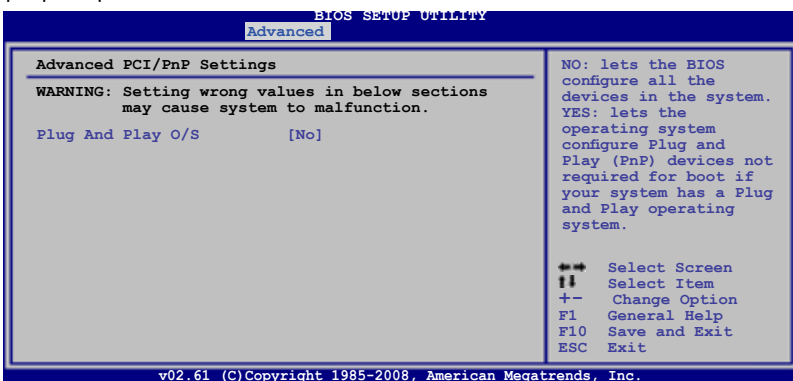 BIOS SETUP UTILITY
Advanced
Advanced PCI/PnP Settings
WARNING: Setting wrong values in below sections
may cause system to malfunction.
Plug And Play O/S [No]
NO: lets the BIOS
configure all the
devices in the system.
YES: lets the
operating system
configure Plug and
Play (PnP) devices not
required for boot if
your system has a Plug
and Play operating
system.
←→ Select Screen
↑↓ Select Item
+- Change Option
F1 General Help
F10 Save and Exit
ESC Exit
v02.61 (C)Copyright 1985-2008, American Megatrends, Inc.